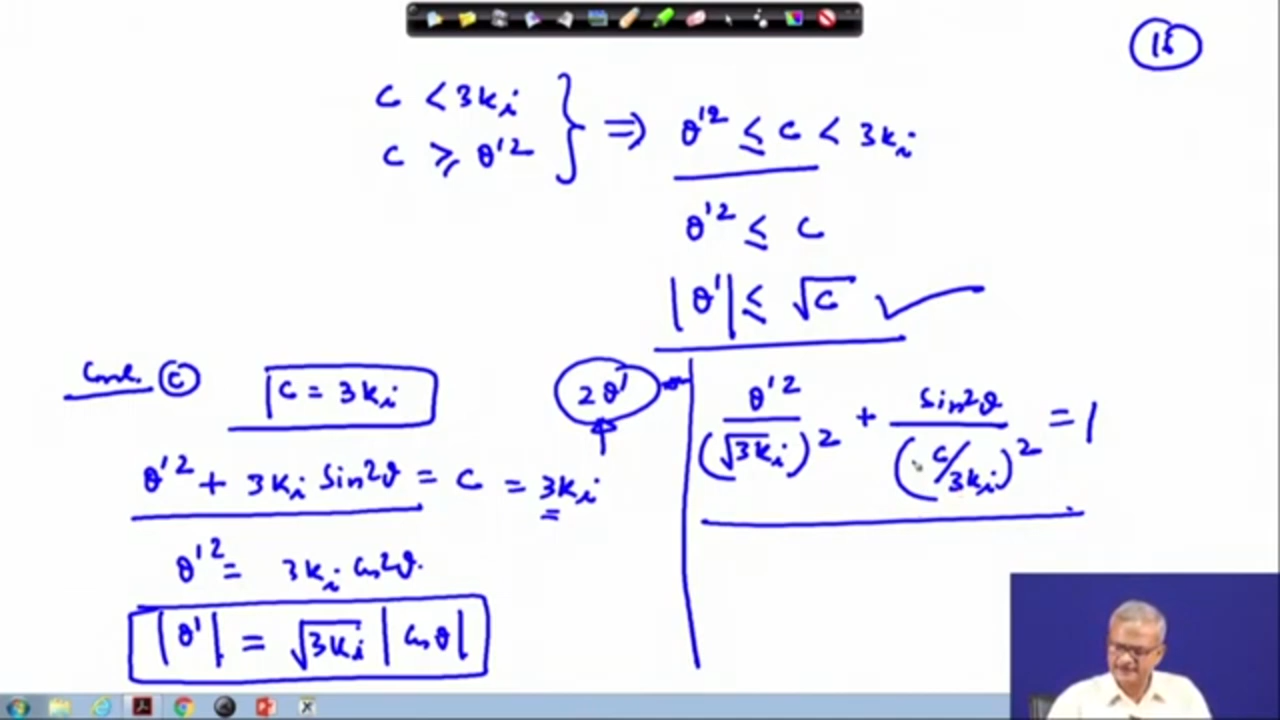 15
c < 3kᵢ
c ≥ θ'² } ⇒ θ'² ≤ c < 3kᵢ
θ'² ≤ c
|θ'| ≤ √c ✓
Cond. Ⓒ c = 3kᵢ
2θ'
θ'² + 3kᵢ sin²θ = c = 3kᵢ
θ'² = 3kᵢ cos²θ.
|θ'| = √3kᵢ |cos θ|
θ'²/(√3kᵢ)² + sin²θ/(c/3kᵢ)² = 1